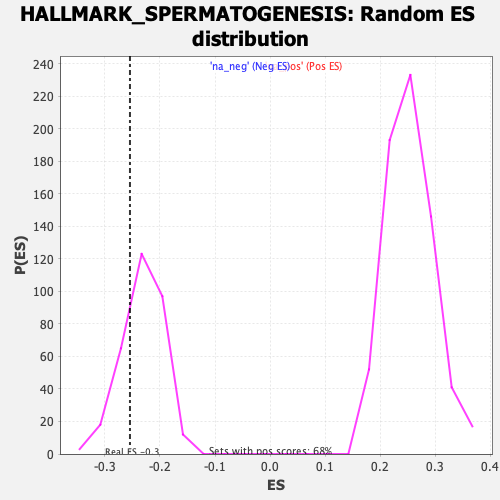 HALLMARK_SPERMATOGENESIS: Random ES
distribution
'na_neg' (Neg ES)os' (Pos ES)
240
220
200
180
160
140
120
100
80
60
40
20
0
P(ES)
Real ES -0.3
Sets with pos scores: 68%
-0.3 -0.2 -0.1 0.0 0.1 0.2 0.3 0.4
ES